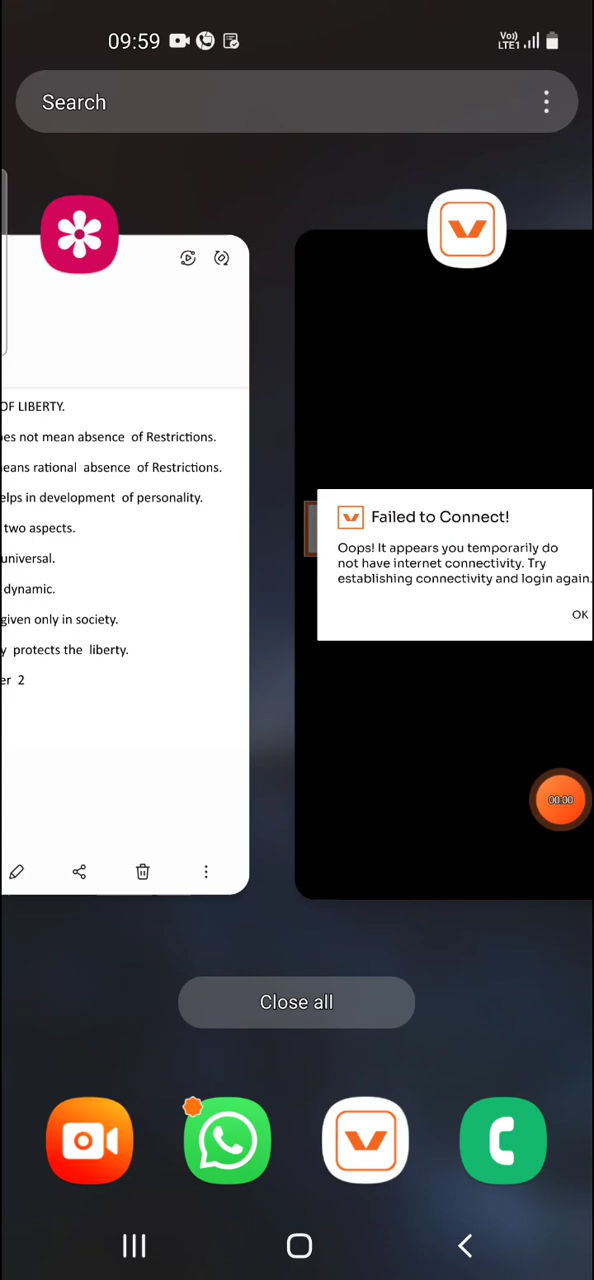 09:59
Vo))
LTE1
Search
OF LIBERTY.
es not mean absence of Restrictions.
eans rational absence of Restrictions.
elps in development of personality.
two aspects.
universal.
dynamic.
given only in society.
y protects the liberty.
er 2
Failed to Connect!
Oops! It appears you temporarily do
not have internet connectivity. Try
establishing connectivity and login again.
OK
00:00
Close all